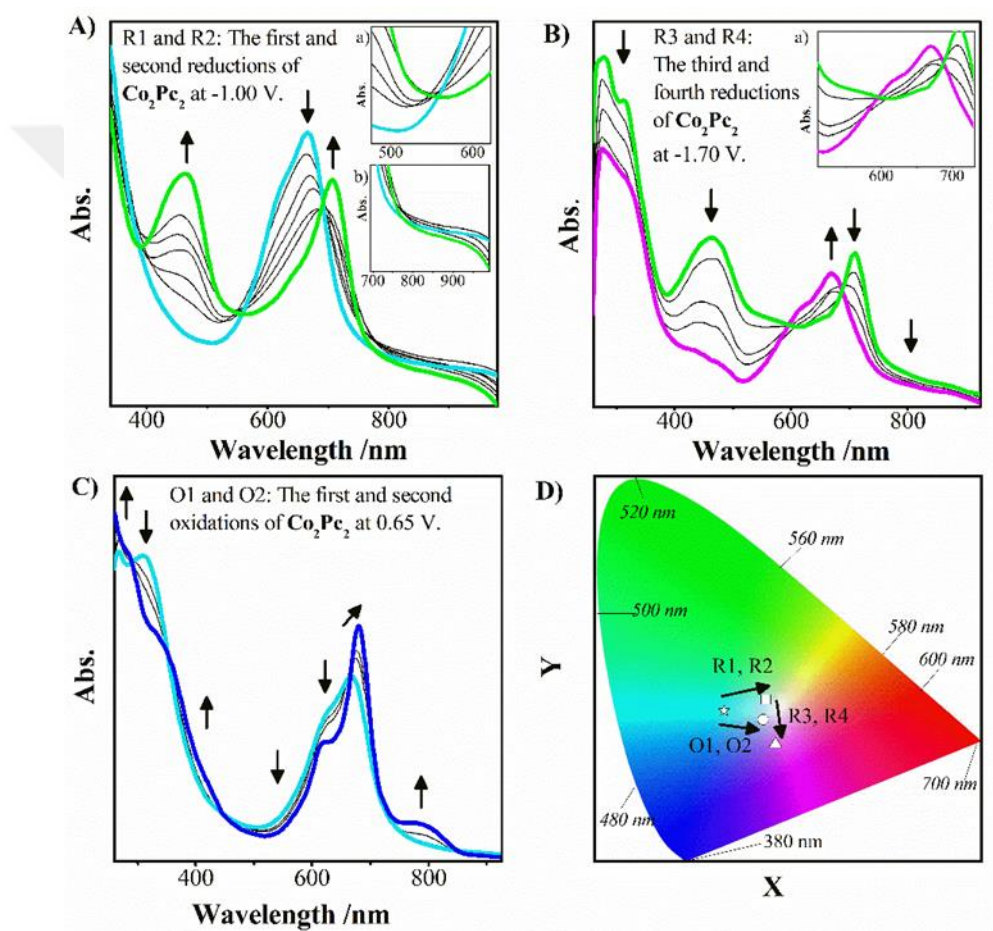 A)
R1 and R2: The first and
second reductions of
Co₂Pc₂ at -1.00 V.
a)
Abs.
500
600
b)
Abs.
700
800
900
Abs.
400
600
800
Wavelength /nm
B)
R3 and R4:
The third and
fourth reductions
of Co₂Pc₂
at -1.70 V.
a)
Abs.
600
700
Abs.
400
600
800
Wavelength /nm
C)
O1 and O2: The first and second
oxidations of Co₂Pc₂ at 0.65 V.
Abs.
400
600
800
Wavelength /nm
D)
520 nm
560 nm
500 nm
580 nm
600 nm
R1, R2
R3, R4
O1, O2
700 nm
480 nm
380 nm
Y
X